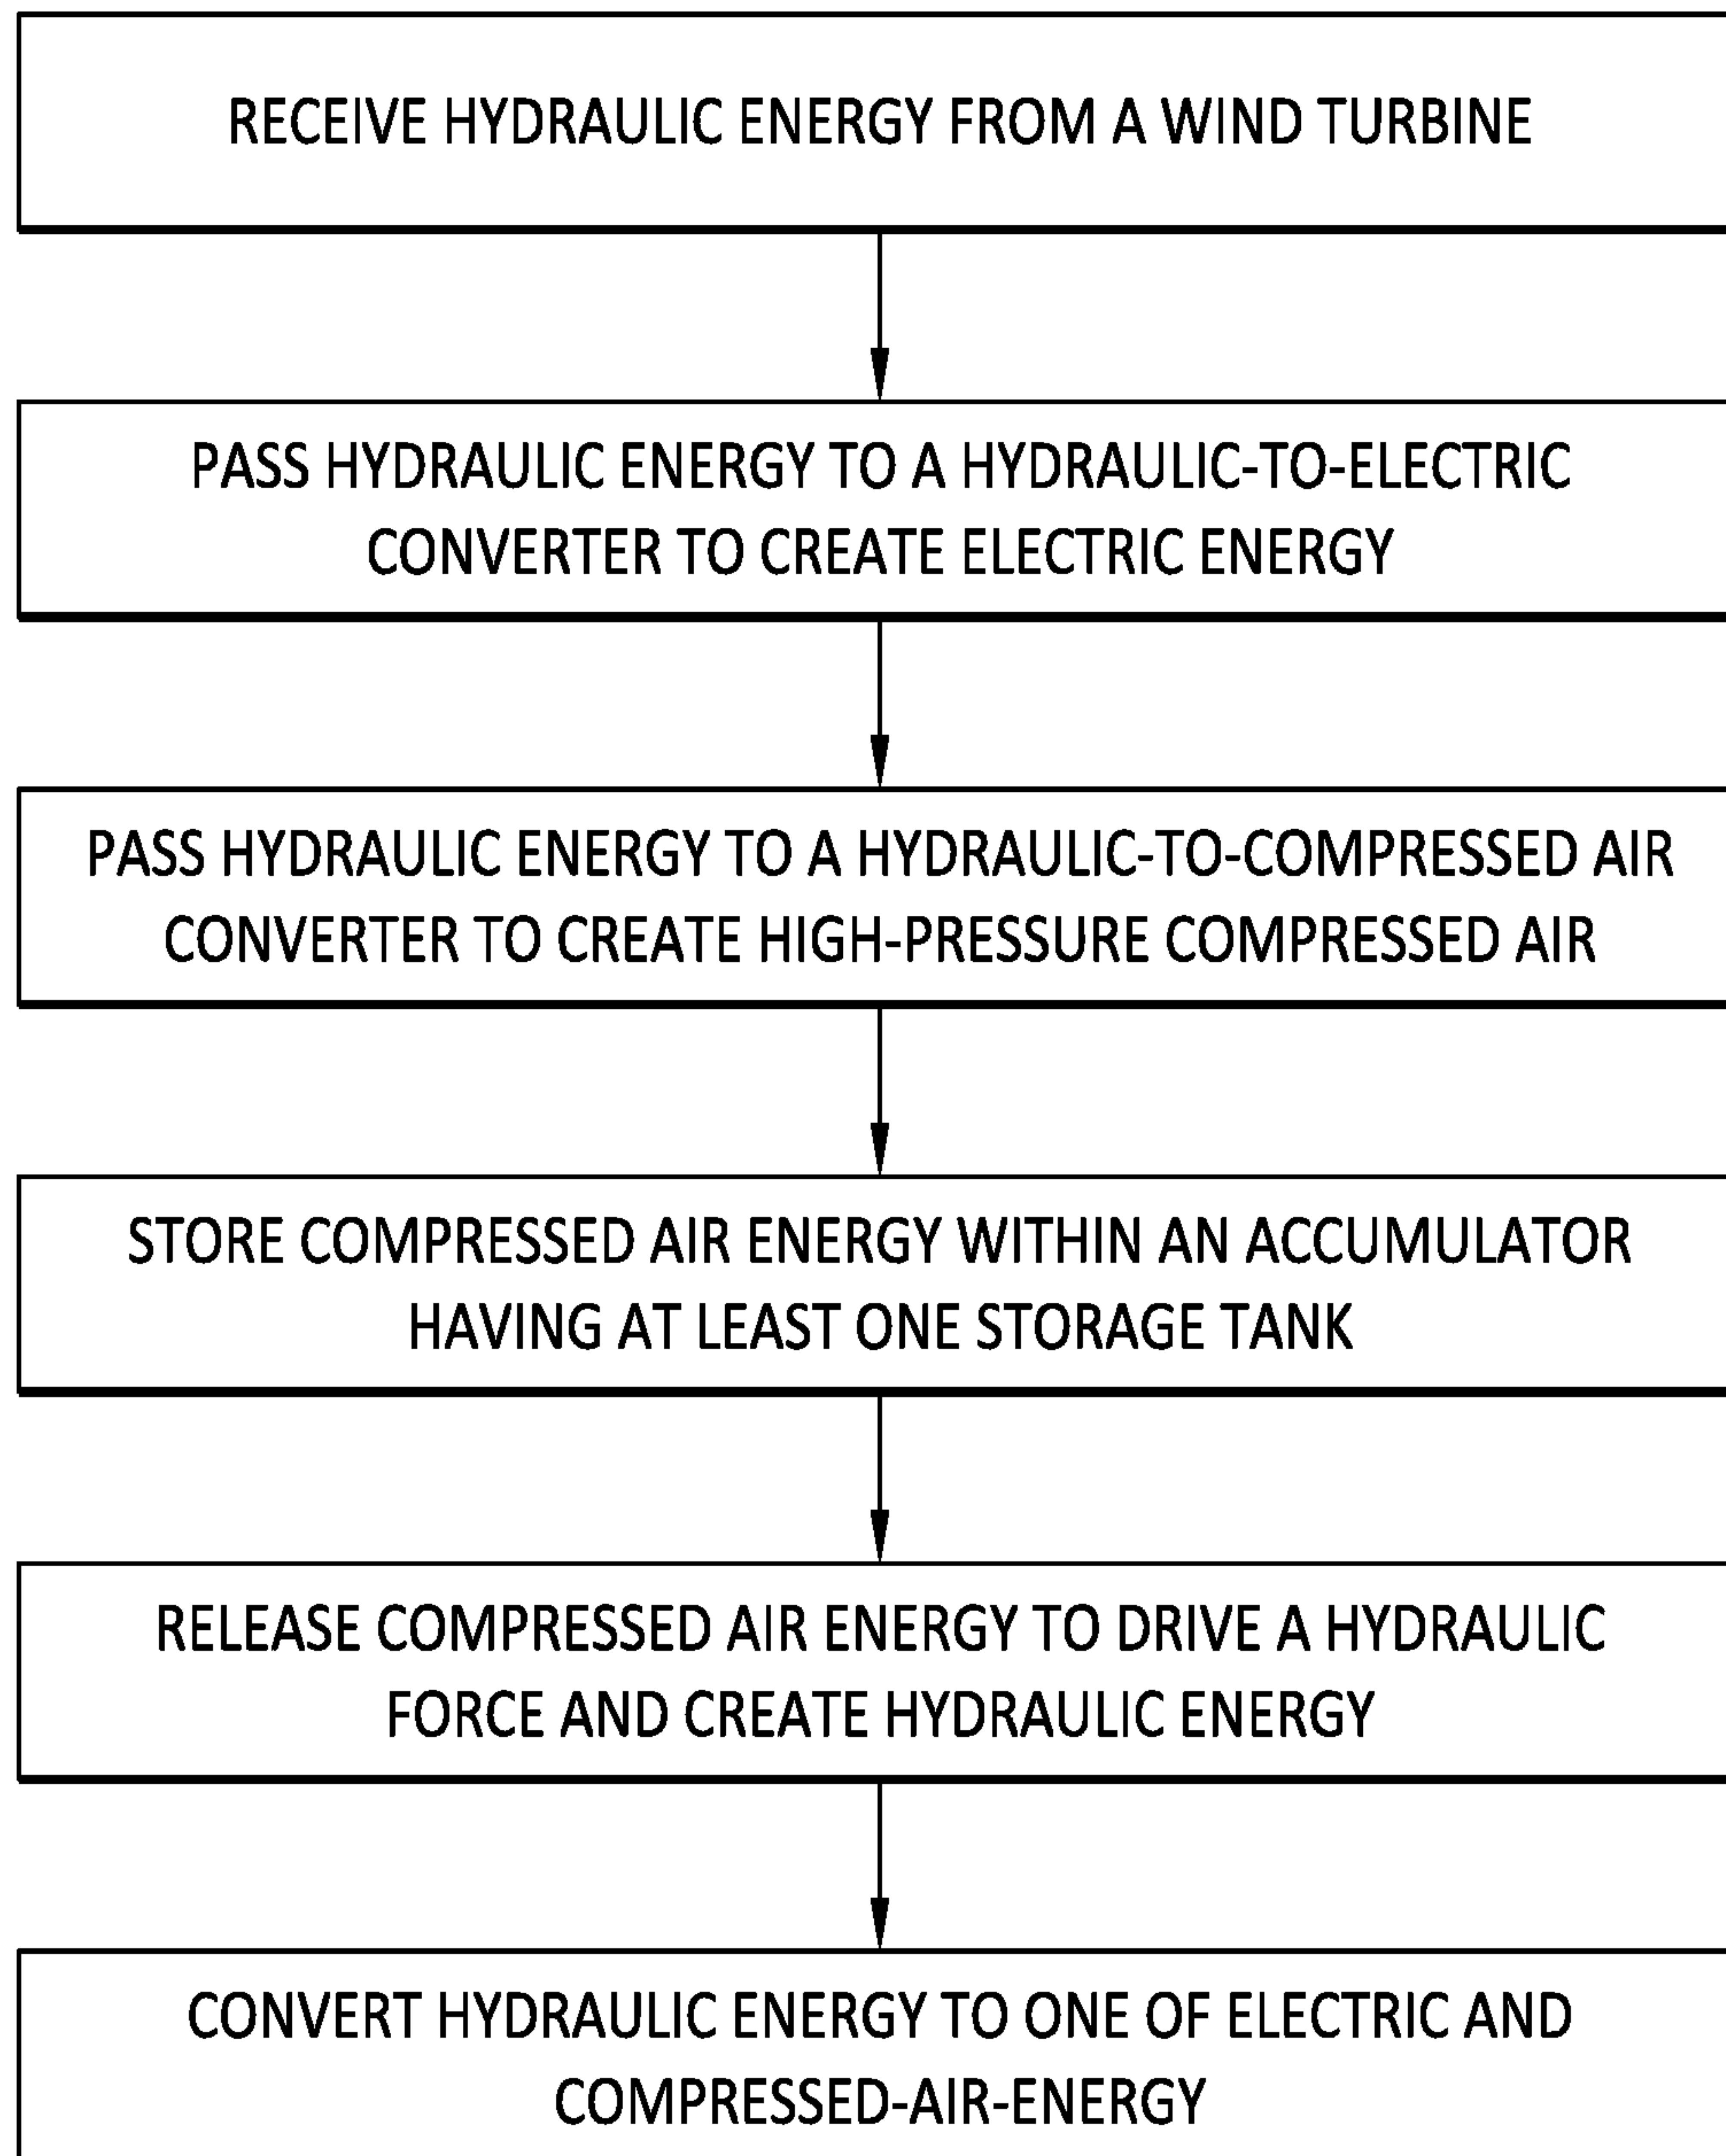 RECEIVE HYDRAULIC ENERGY FROM A WIND TURBINE
PASS HYDRAULIC ENERGY TO A HYDRAULIC-TO-ELECTRIC
CONVERTER TO CREATE ELECTRIC ENERGY
PASS HYDRAULIC ENERGY TO A HYDRAULIC-TO-COMPRESSED AIR
CONVERTER TO CREATE HIGH-PRESSURE COMPRESSED AIR
STORE COMPRESSED AIR ENERGY WITHIN AN ACCUMULATOR
HAVING AT LEAST ONE STORAGE TANK
RELEASE COMPRESSED AIR ENERGY TO DRIVE A HYDRAULIC
FORCE AND CREATE HYDRAULIC ENERGY
CONVERT HYDRAULIC ENERGY TO ONE OF ELECTRIC AND
COMPRESSED-AIR-ENERGY